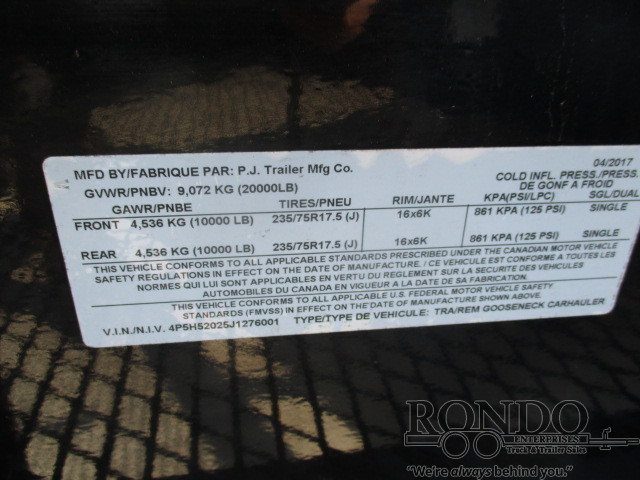 04/2017
MFD BY/FABRIQUE PAR: P.J. Trailer Mfg Co.
COLD INFL. PRESS./PRESS.
GVWR/PNBV: 9,072 KG (20000LB)
DE GONF A FROID
GAWR/PNBE TIRES/PNEU RIM/JANTE KPA(PSI/LPC) SGL/DUAL
FRONT 4,536 KG (10000 LB) 235/75R17.5 (J) 16x6K 861 KPA (125 PSI) SINGLE
REAR 4,536 KG (10000 LB) 235/75R17.5 (J) 16x6K 861 KPA (125 PSI) SINGLE
THIS VEHICLE CONFORMS TO ALL APPLICABLE STANDARDS PRESCRIBED UNDER THE CANADIAN MOTOR VEHICLE
SAFETY REGULATIONS IN EFFECT ON THE DATE OF MANUFACTURE. / CE VEHICULE EST CONFORME A TOUTES LES
NORMES QUI LUI SONT APPLICABLES EN VERTU DU REGLEMENT SUR LA SECURITE DES VEHICULES
AUTOMOBILES DU CANADA EN VIGUEUR A LA DATE DE SA FABRICATION.
THIS VEHICLE CONFORMS TO ALL APPLICABLE U.S. FEDERAL MOTOR VEHICLE SAFETY
STANDARDS (FMVSS) IN EFFECT ON THE DATE OF MANUFACTURE SHOWN ABOVE.
V.I.N./N.I.V. 4P5H52025J1276001 TYPE/TYPE DE VEHICULE: TRA/REM GOOSENECK CARHAULER
RONDO
ENTERPRISES
Truck & Trailer Sales
"We're always behind you."